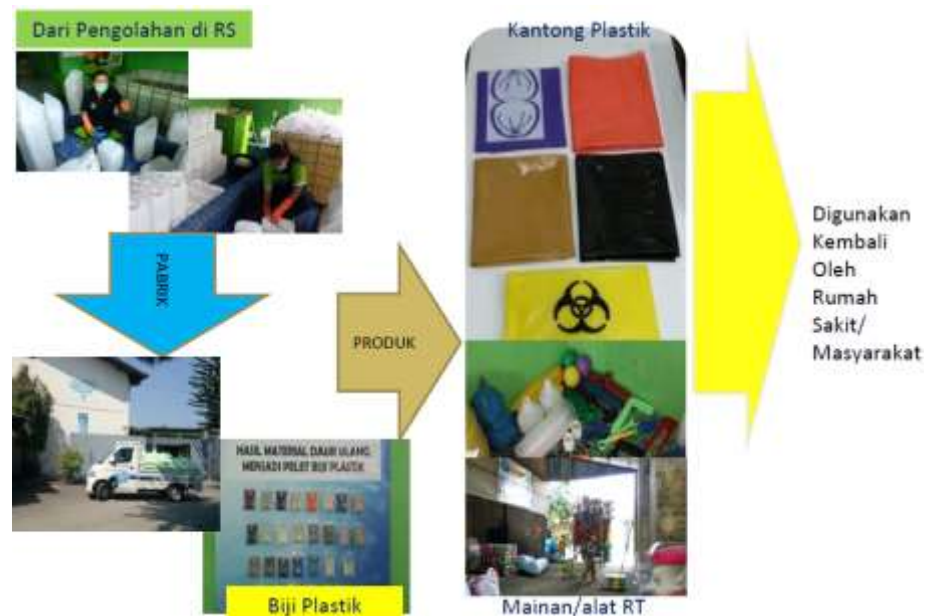 Dari Pengolahan di RS
PABRIK
HASIL MATERIAL DAUR ULANG
MENJADI PELET BIJI PLASTIK
Biji Plastik
PRODUK
Kantong Plastik
Mainan/alat RT
Digunakan
Kembali
Oleh
Rumah
Sakit/
Masyarakat